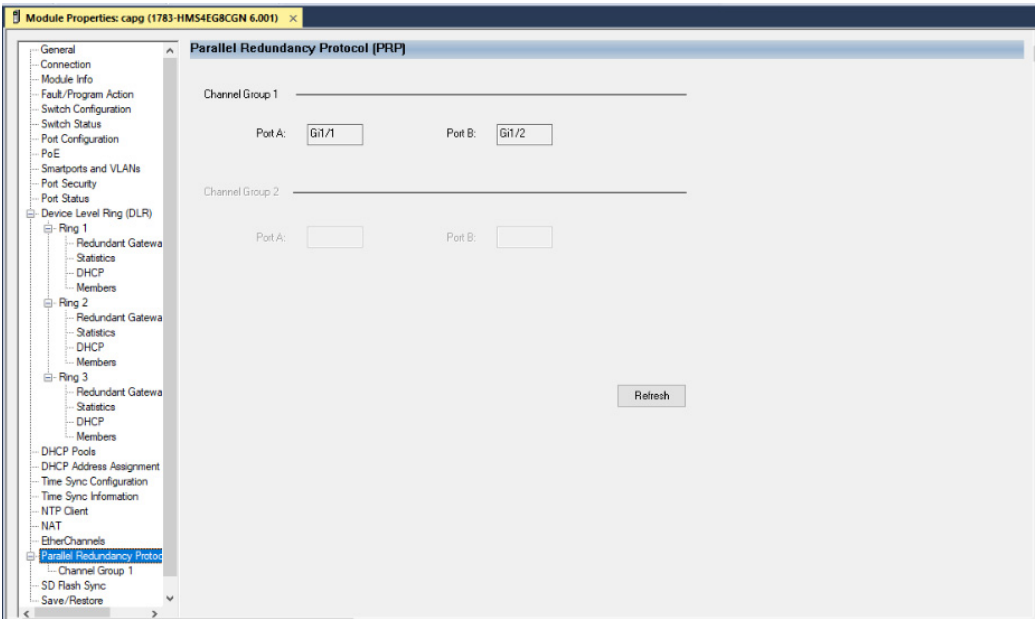 Module Properties: capg (1783-HMS4EG8CGN 6.001) ×
General
Connection
Module Info
Fault/Program Action
Switch Configuration
Switch Status
Port Configuration
PoE
Smartports and VLANs
Port Security
Port Status
Device Level Ring (DLR)
Ring 1
Redundant Gatewa
Statistics
DHCP
Members
Ring 2
Redundant Gatewa
Statistics
DHCP
Members
Ring 3
Redundant Gatewa
Statistics
DHCP
Members
DHCP Pools
DHCP Address Assignment
Time Sync Configuration
Time Sync Information
NTP Client
NAT
EtherChannels
Parallel Redundancy Protoc
Channel Group 1
SD Flash Sync
Save/Restore
Parallel Redundancy Protocol (PRP)
Channel Group 1
Port A: Gi1/1 Port B: Gi1/2
Channel Group 2
Port A: Port B:
Refresh